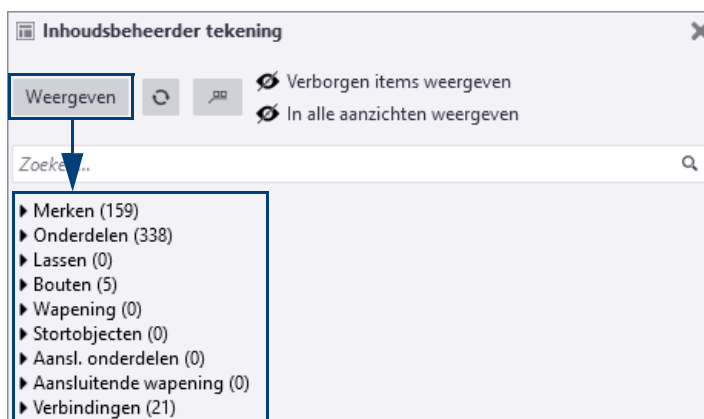 Inhoudsbeheerder tekening
Weergeven
Verborgen items weergeven
In alle aanzichten weergeven
Zoeken...
Merken (159)
Onderdelen (338)
Lassen (0)
Bouten (5)
Wapening (0)
Stortobjecten (0)
Aansl. onderdelen (0)
Aansluitende wapening (0)
Verbindingen (21)